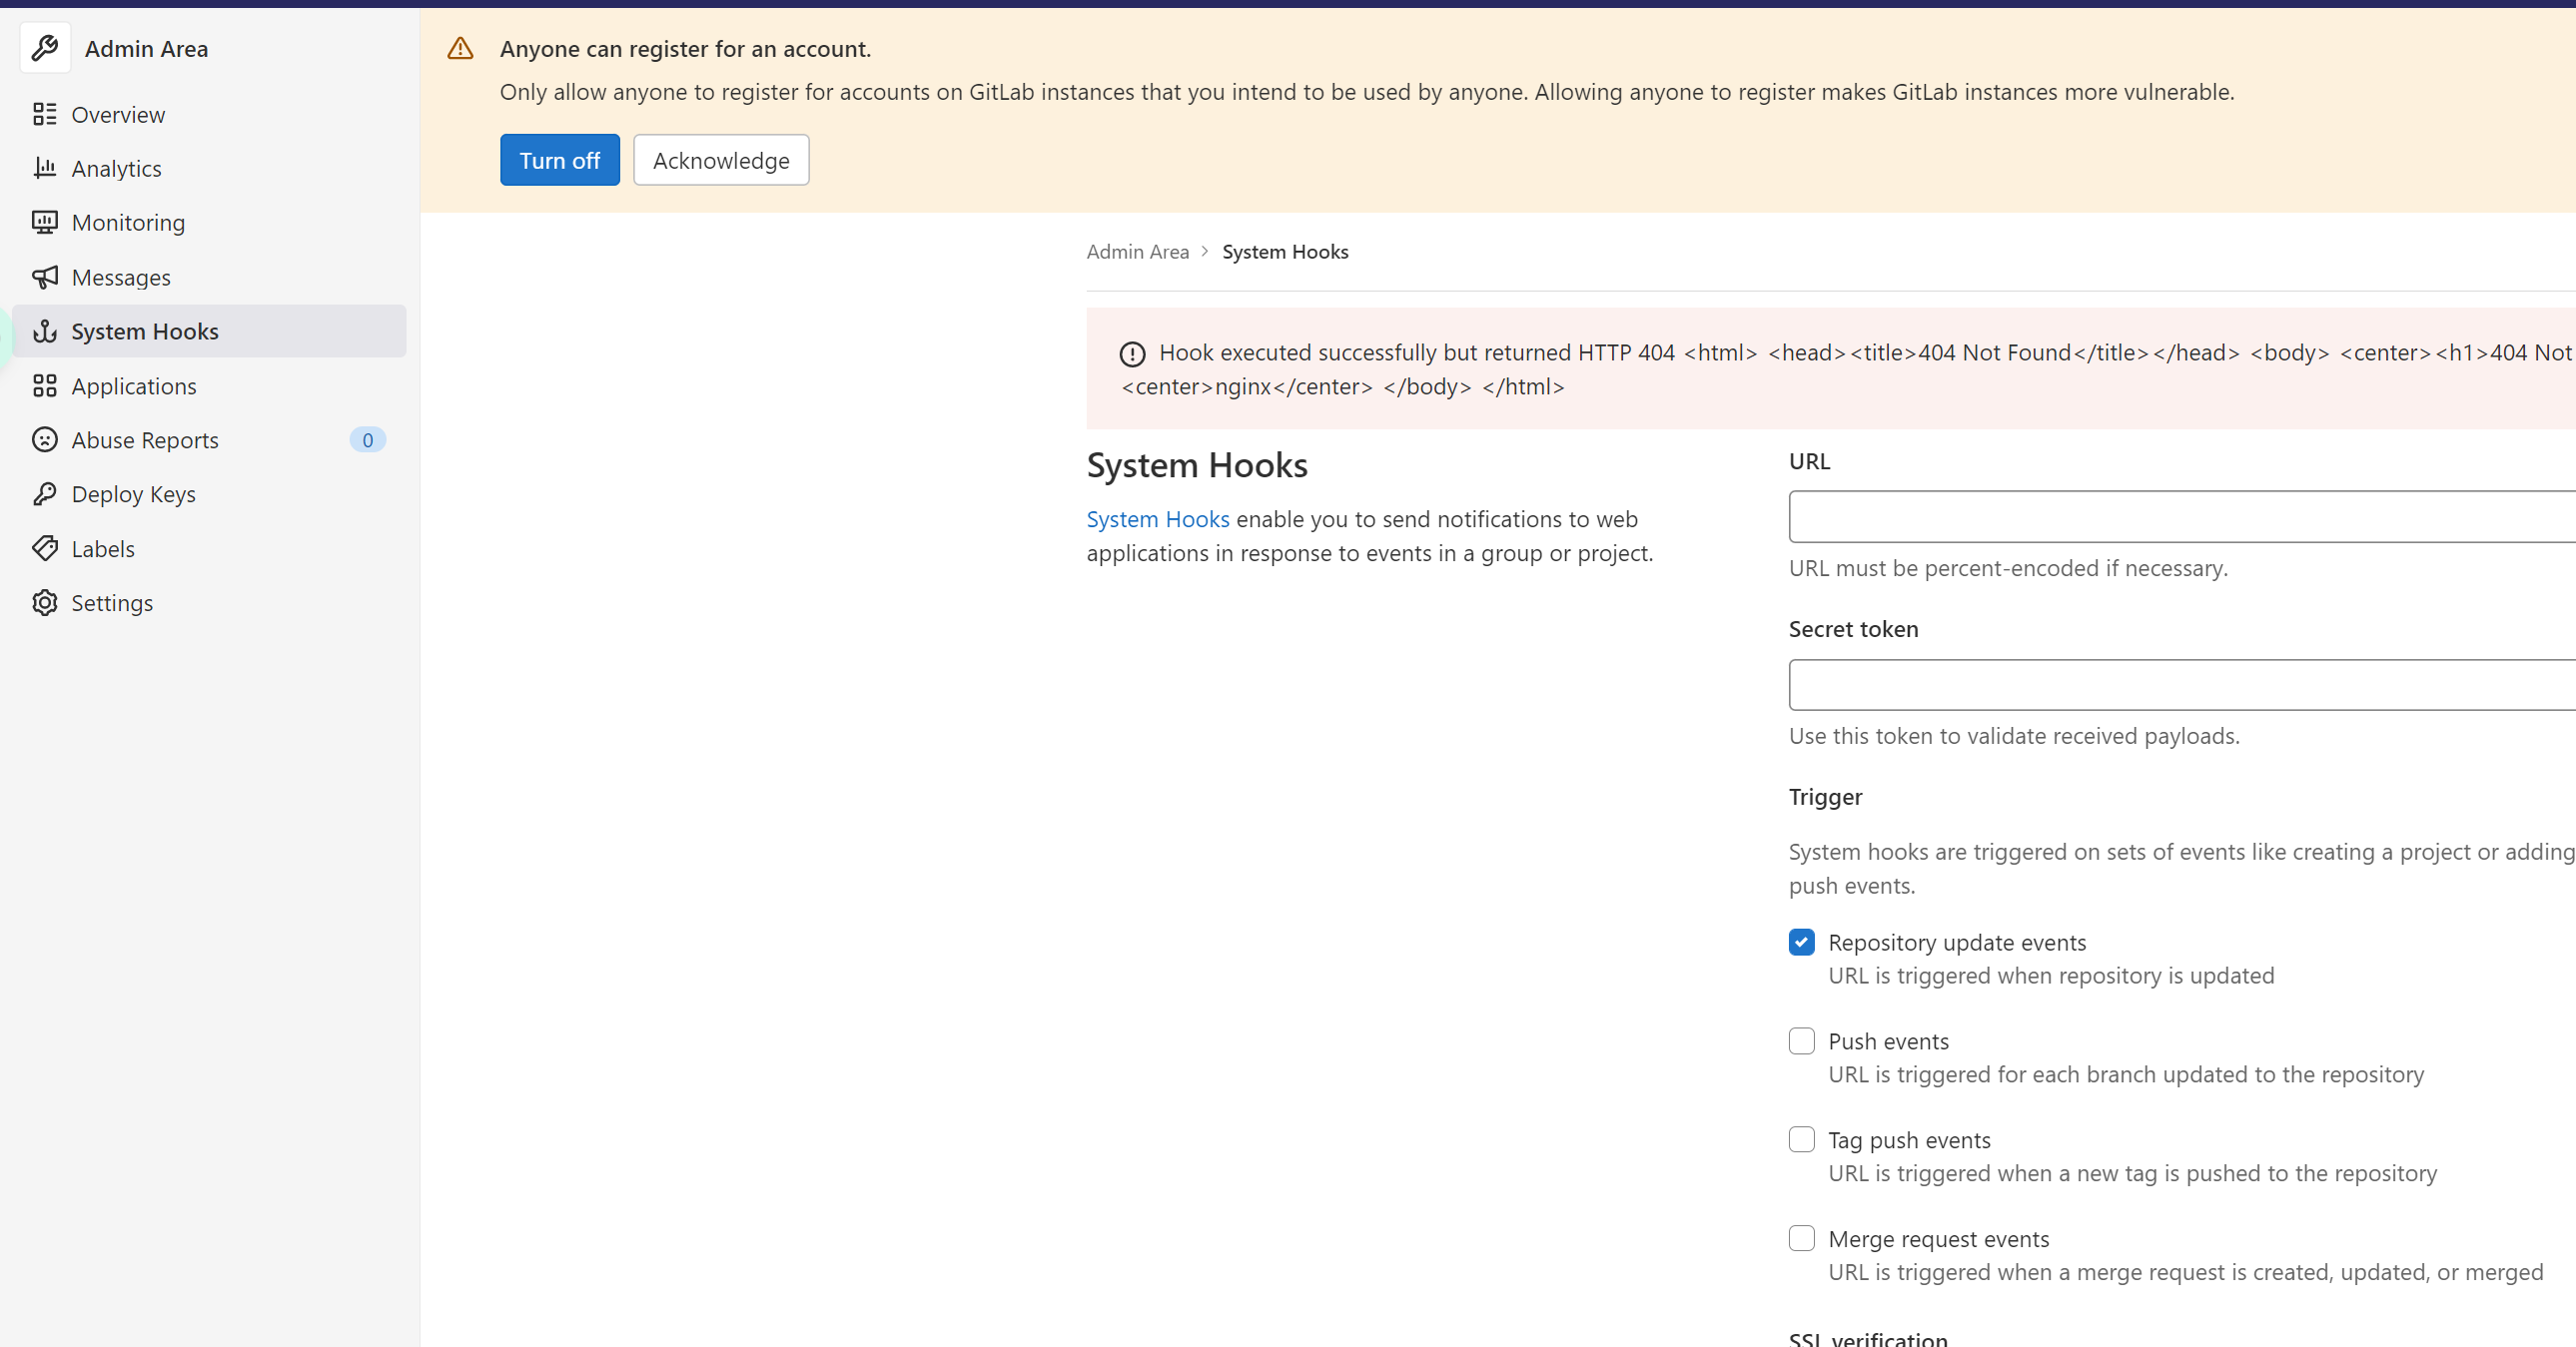 Admin Area
Overview
Analytics
Monitoring
Messages
System Hooks
Applications
Abuse Reports 0
Deploy Keys
Labels
Settings
Anyone can register for an account.
Only allow anyone to register for accounts on GitLab instances that you intend to be used by anyone. Allowing anyone to register makes GitLab instances more vulnerable.
Turn off Acknowledge
Admin Area > System Hooks
Hook executed successfully but returned HTTP 404 <html> <head><title>404 Not Found</title></head> <body> <center><h1>404 Not
<center>nginx</center> </body> </html>
System Hooks
System Hooks enable you to send notifications to web
applications in response to events in a group or project.
URL
URL must be percent-encoded if necessary.
Secret token
Use this token to validate received payloads.
Trigger
System hooks are triggered on sets of events like creating a project or adding
push events.
Repository update events
URL is triggered when repository is updated
Push events
URL is triggered for each branch updated to the repository
Tag push events
URL is triggered when a new tag is pushed to the repository
Merge request events
URL is triggered when a merge request is created, updated, or merged
SSL verification